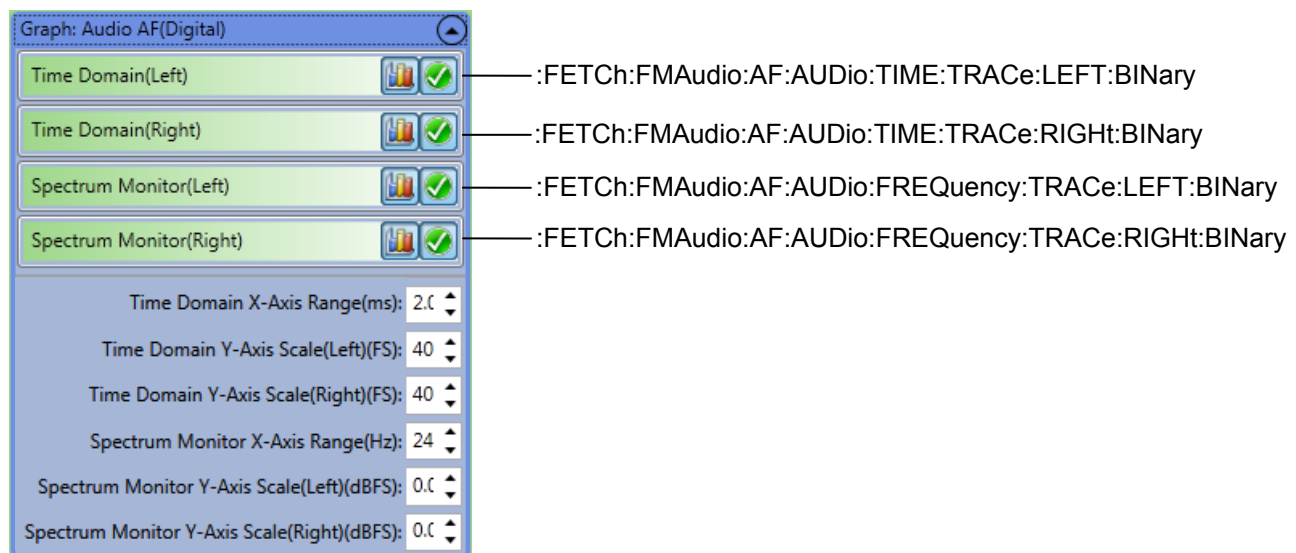 Graph: Audio AF(Digital)
Time Domain(Left) :FETCh:FMAudio:AF:AUDio:TIME:TRACe:LEFT:BINary
Time Domain(Right) :FETCh:FMAudio:AF:AUDio:TIME:TRACe:RIGHt:BINary
Spectrum Monitor(Left) :FETCh:FMAudio:AF:AUDio:FREQuency:TRACe:LEFT:BINary
Spectrum Monitor(Right) :FETCh:FMAudio:AF:AUDio:FREQuency:TRACe:RIGHt:BINary
Time Domain X-Axis Range(ms):
Time Domain Y-Axis Scale(Left)(FS): 40
Time Domain Y-Axis Scale(Right)(FS): 40
Spectrum Monitor X-Axis Range(Hz): 24
Spectrum Monitor Y-Axis Scale(Left)(dBFS):
Spectrum Monitor Y-Axis Scale(Right)(dBFS):